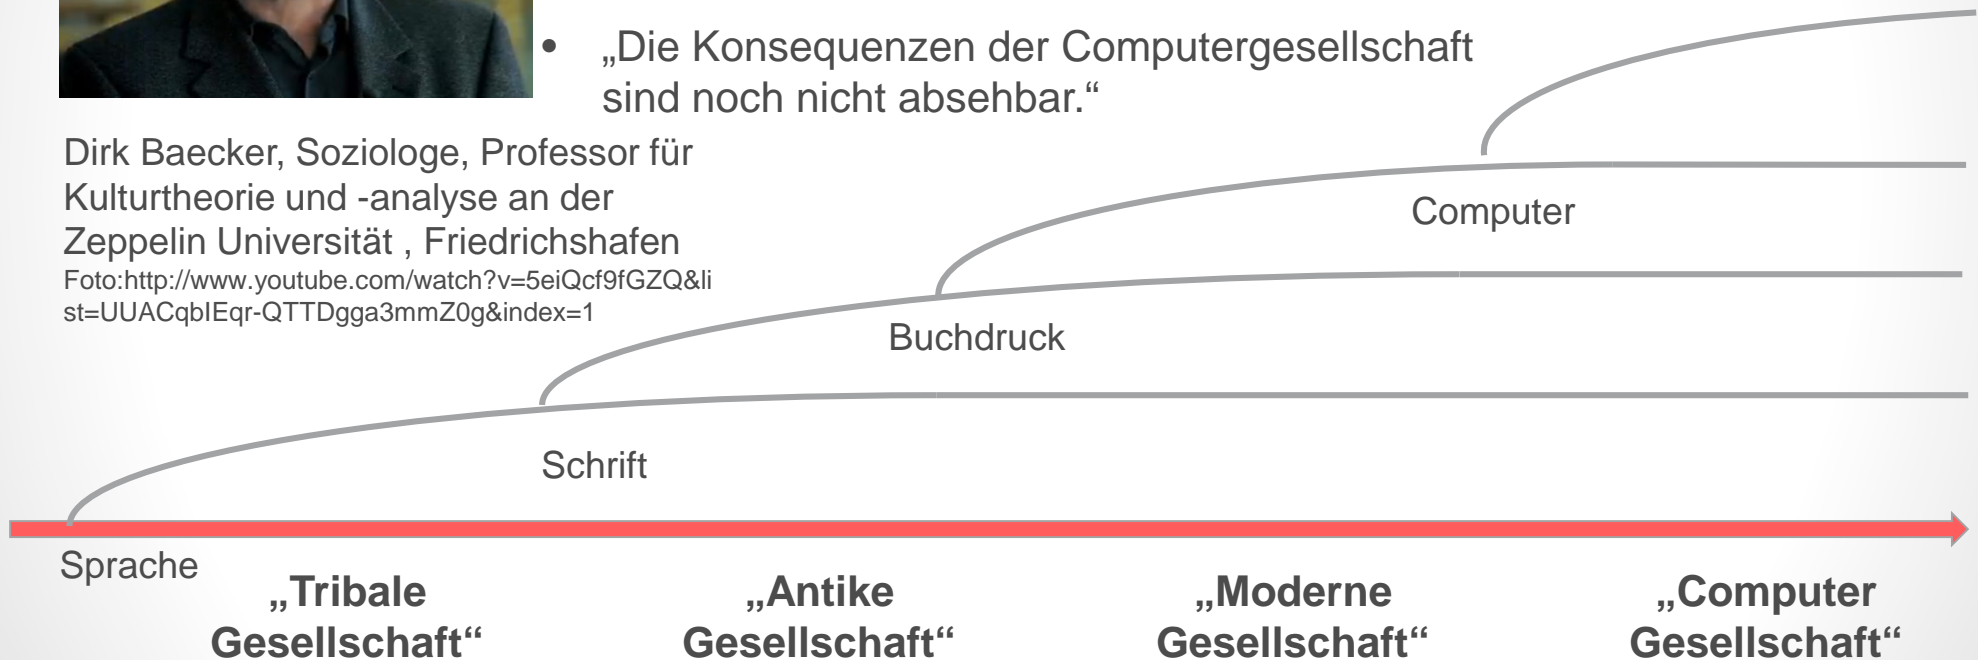 • „Die Konsequenzen der Computergesellschaft
sind noch nicht absehbar.“
Dirk Baecker, Soziologe, Professor für
Kulturtheorie und -analyse an der
Zeppelin Universität , Friedrichshafen
Foto:http://www.youtube.com/watch?v=5eiQcf9fGZQ&li
st=UUACqbIEqr-QTTDgga3mmZ0g&index=1
Computer
Buchdruck
Schrift
Sprache
„Tribale
Gesellschaft“
„Antike
Gesellschaft“
„Moderne
Gesellschaft“
„Computer
Gesellschaft“